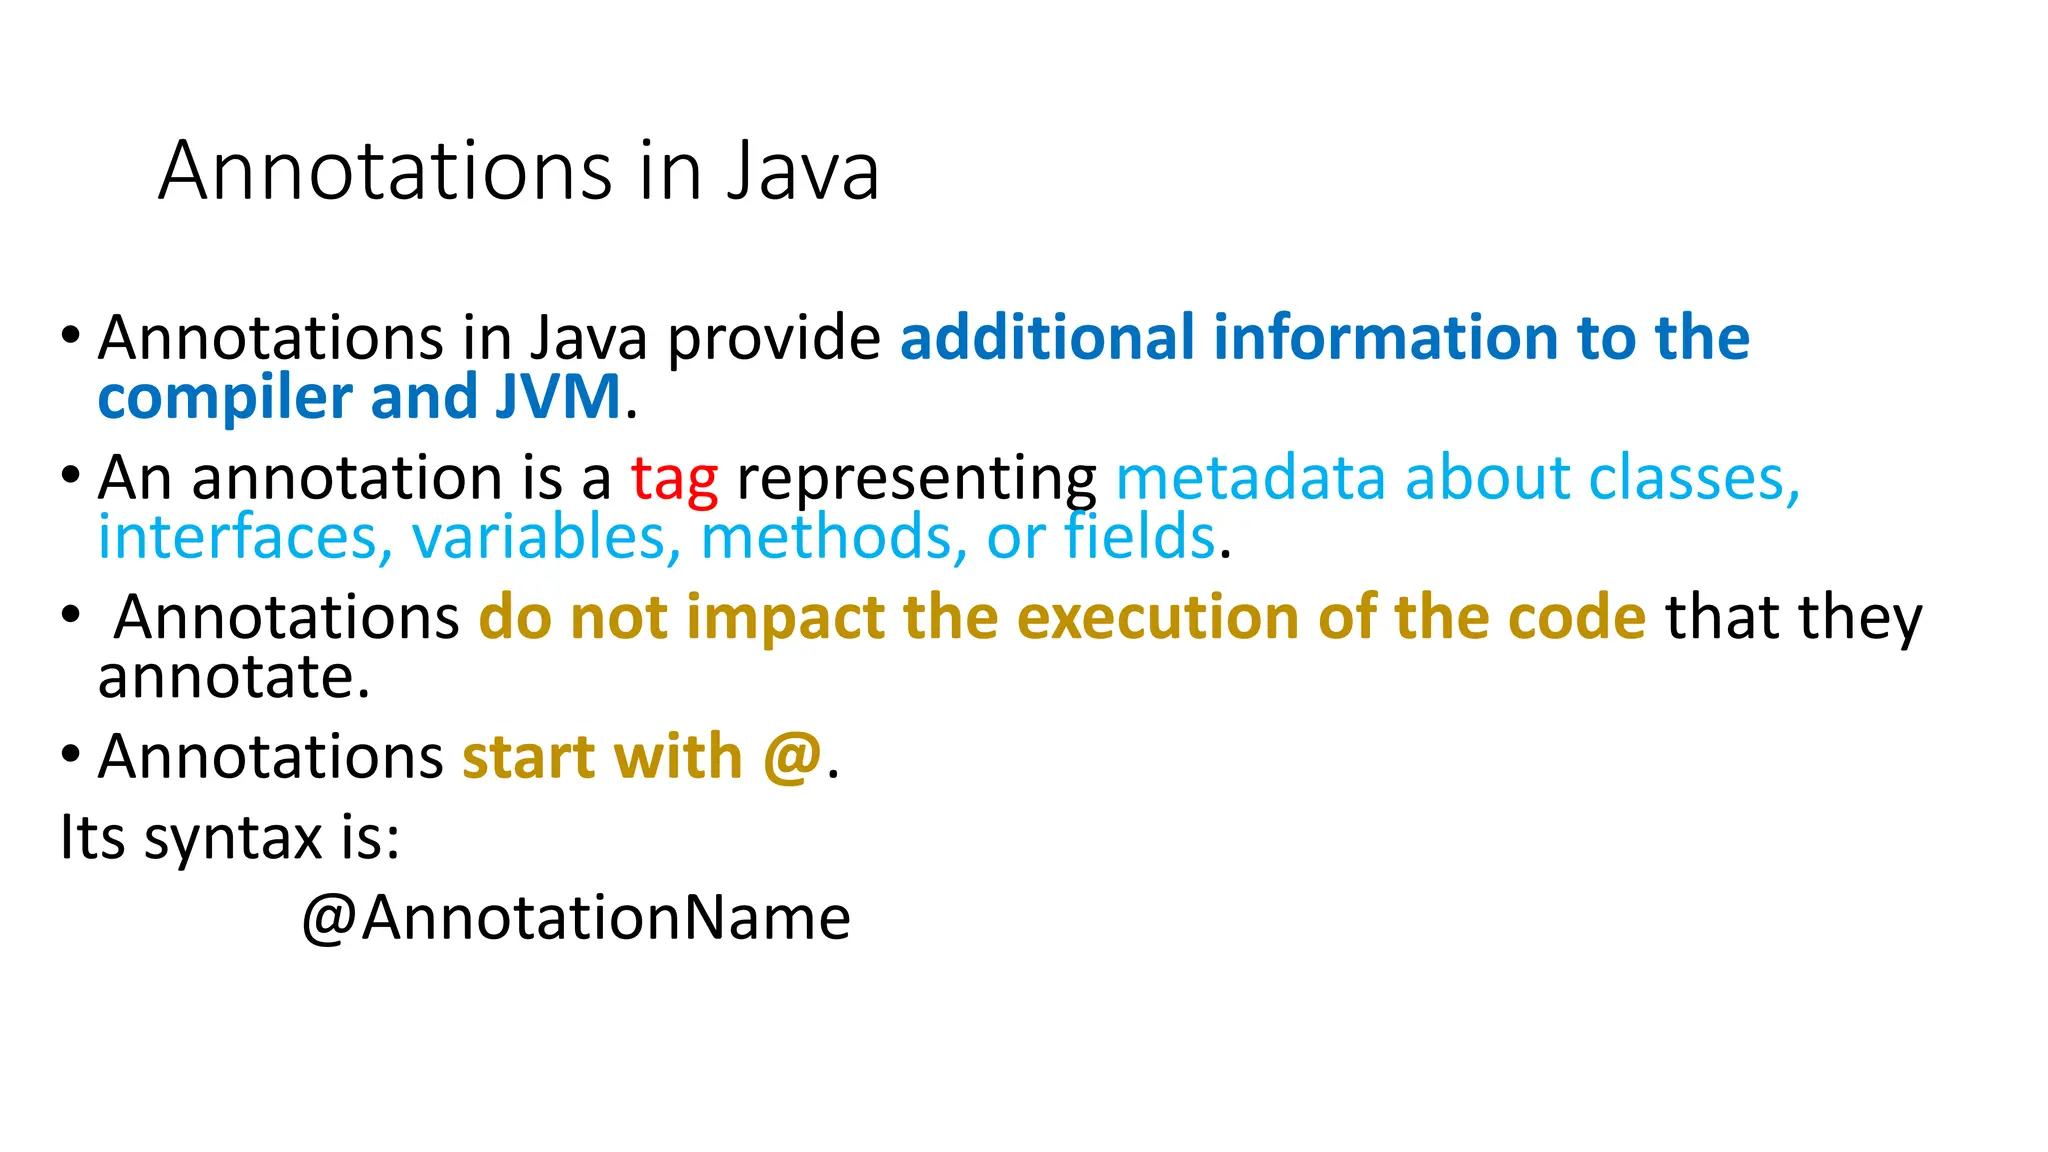 Annotations in Java
• Annotations in Java provide additional information to the
compiler and JVM.
• An annotation is a tag representing metadata about classes,
interfaces, variables, methods, or fields.
• Annotations do not impact the execution of the code that they
annotate.
• Annotations start with @.
Its syntax is:
@AnnotationName